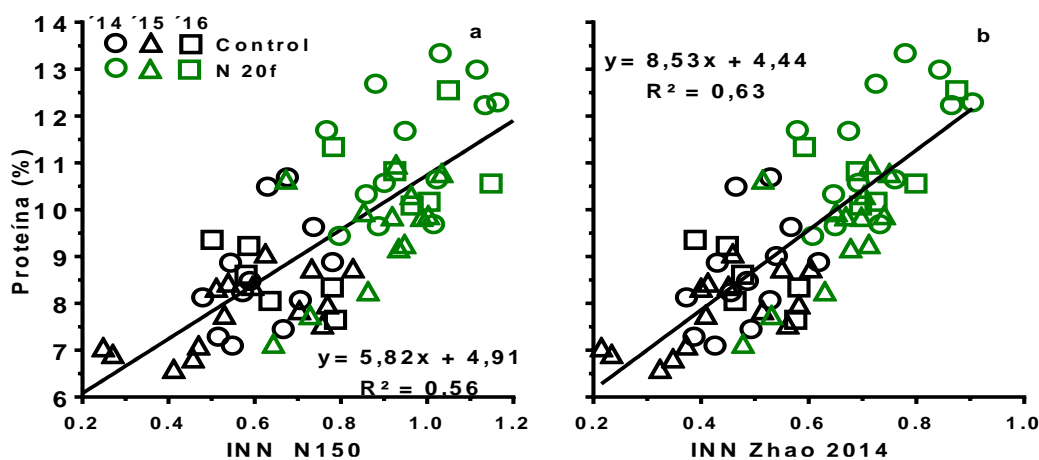 ´14 ´15 ´16
Control
N 20f
a
b
y= 8,53x + 4,44
R² = 0,63
y= 5,82x + 4,91
R² = 0.56
Proteína (%)
14
13
12
11
10
9
8
7
6
0.2 0.4 0.6 0.8 1.0 1.2
0.2 0.4 0.6 0.8 1.0
INN N150
INN Zhao 2014